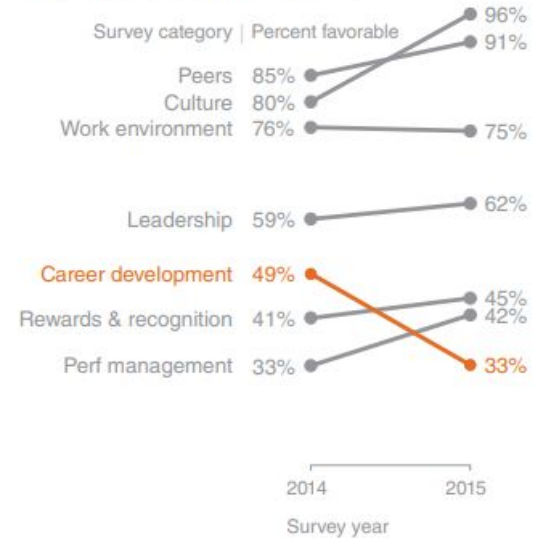 96%
Survey category | Percent favorable
91%
Peers 85%
Culture 80%
Work environment 76% 75%
62%
Leadership 59%
Career development 49%
45%
Rewards & recognition 41% 42%
Perf management 33% 33%
2014 2015
Survey year